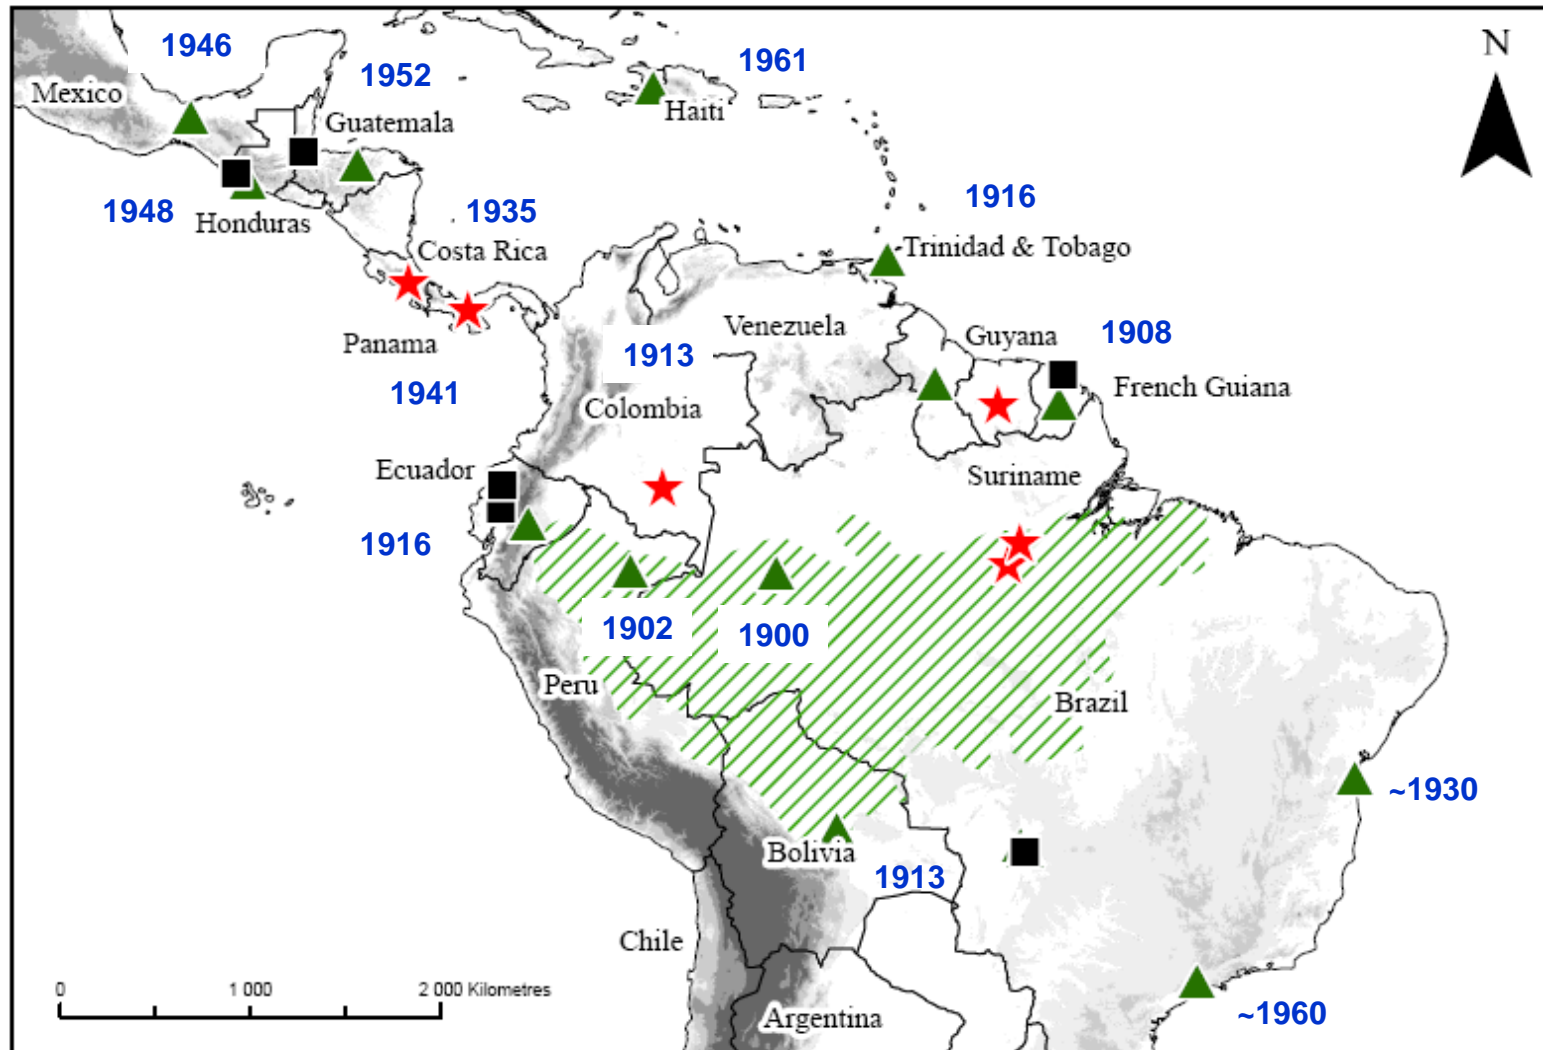 1946
1961
N
1952
Mexico
Haiti
Guatemala
1916
1948
1935
Honduras
Costa Rica
Trinidad & Tobago
Venezuela
Guyana
1908
Panama
1913
1941
French Guiana
Colombia
Ecuador
Suriname
1916
1902
1900
Peru
Brazil
~1930
Bolivia
1913
Chile
0
1 000
2 000 Kilometres
~1960
Argentina